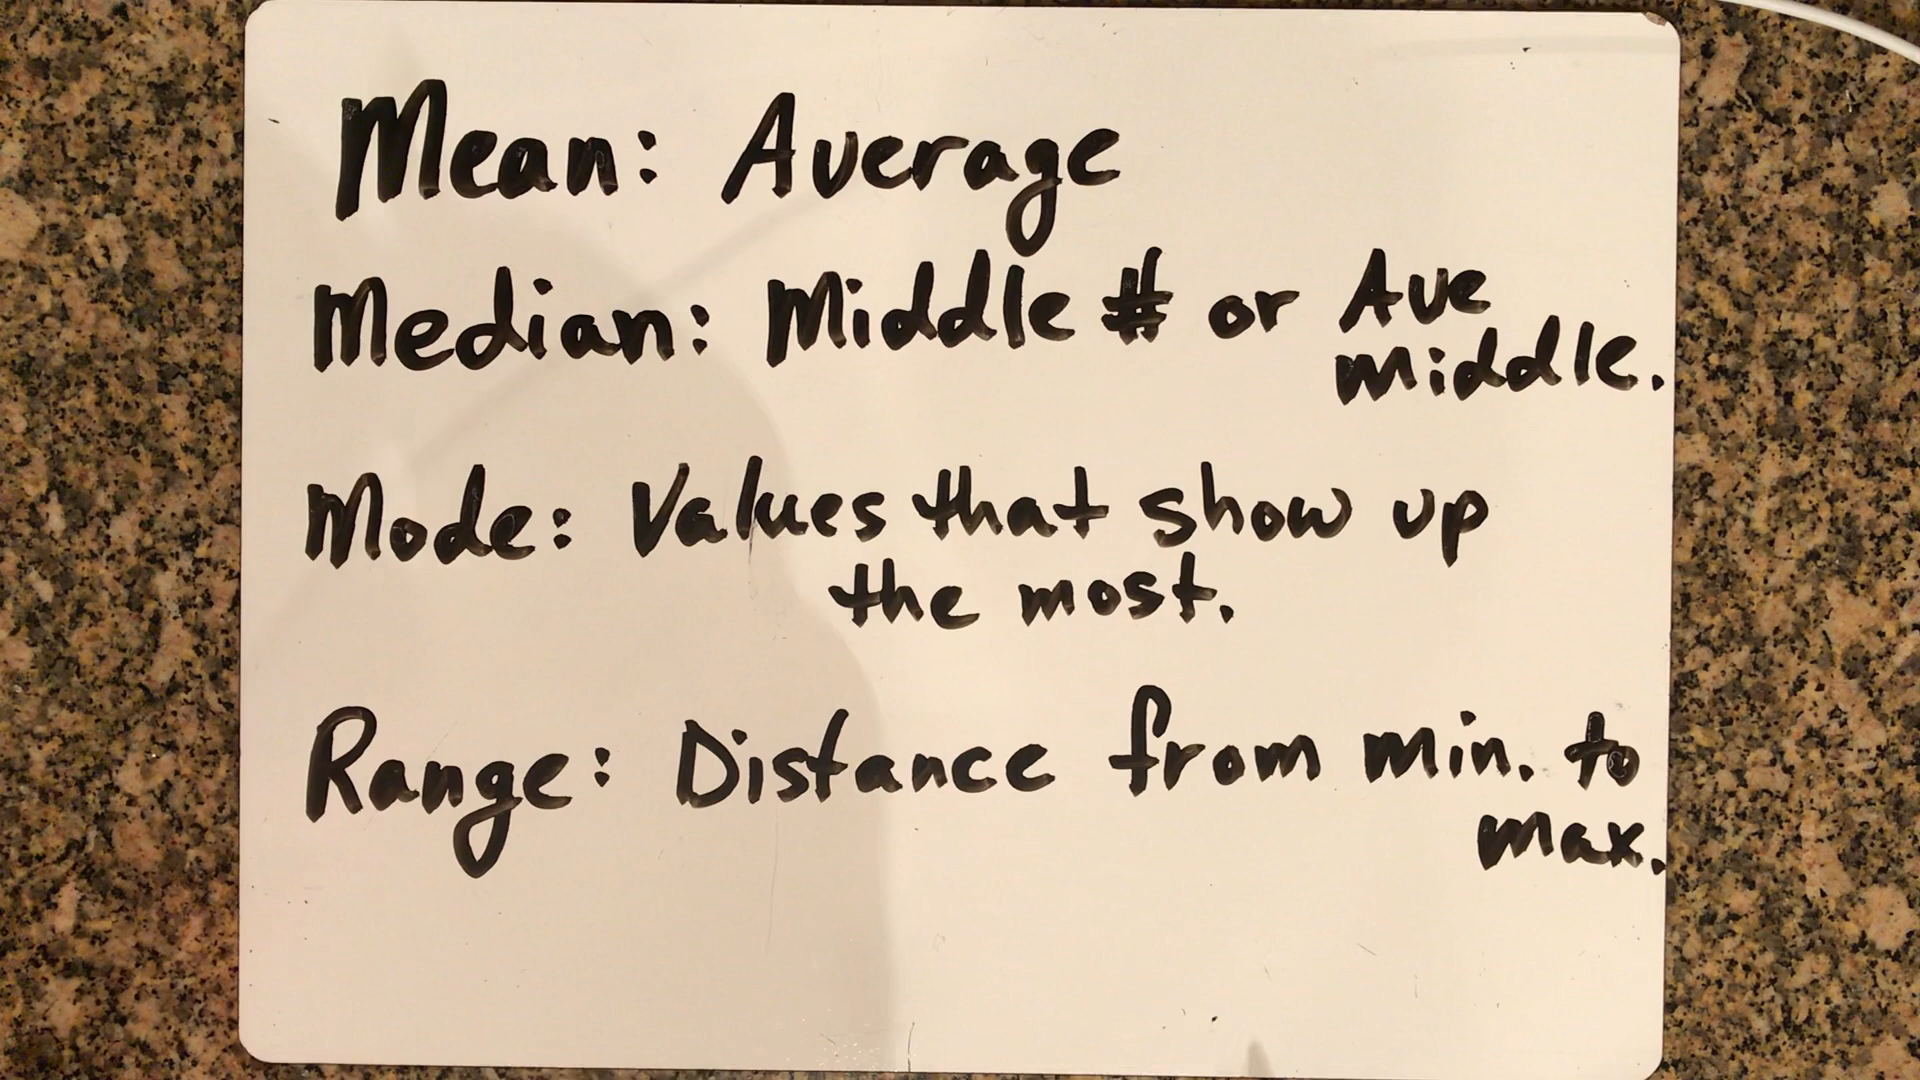 Mean: Average
Median: Middle # or Ave
middle.
Mode: Values that show up
the most.
Range: Distance from min. to
max.